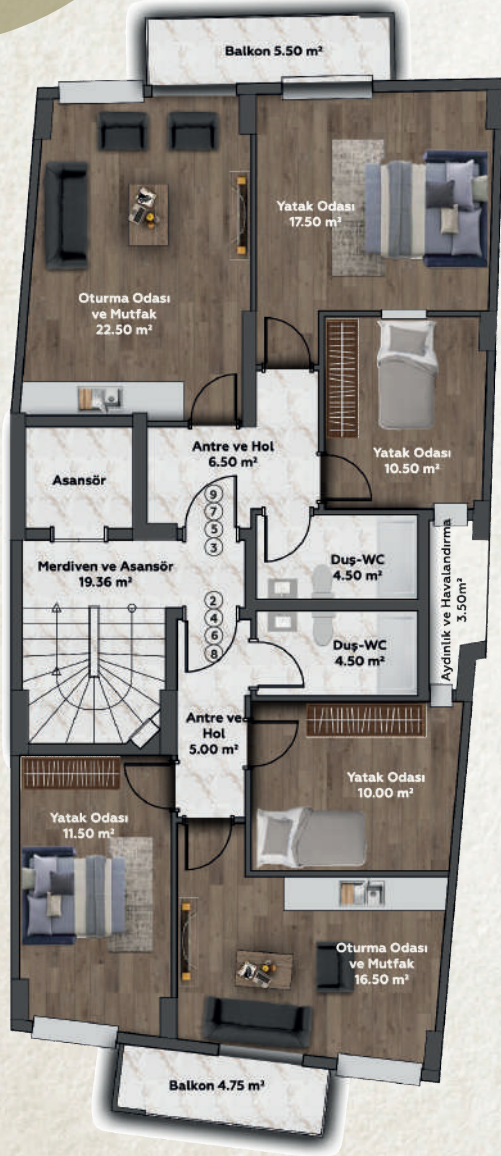 Balkon 5.50 m²
Yatak Odası
17.50 m²
Oturma Odası
ve Mutfak
22.50 m²
Yatak Odası
10.50 m²
Antre ve Hol
6.50 m²
Asansör
9
7
5
3
Merdiven ve Asansör
19.36 m²
Duş-WC
4.50 m²
Aydınlık ve Havalandırma
3.50m²
2
4
6
8
Duş-WC
4.50 m²
Antre ve
Hol
5.00 m²
Yatak Odası
10.00 m²
Yatak Odası
11.50 m²
Oturma Odası
ve Mutfak
16.50 m²
Balkon 4.75 m²